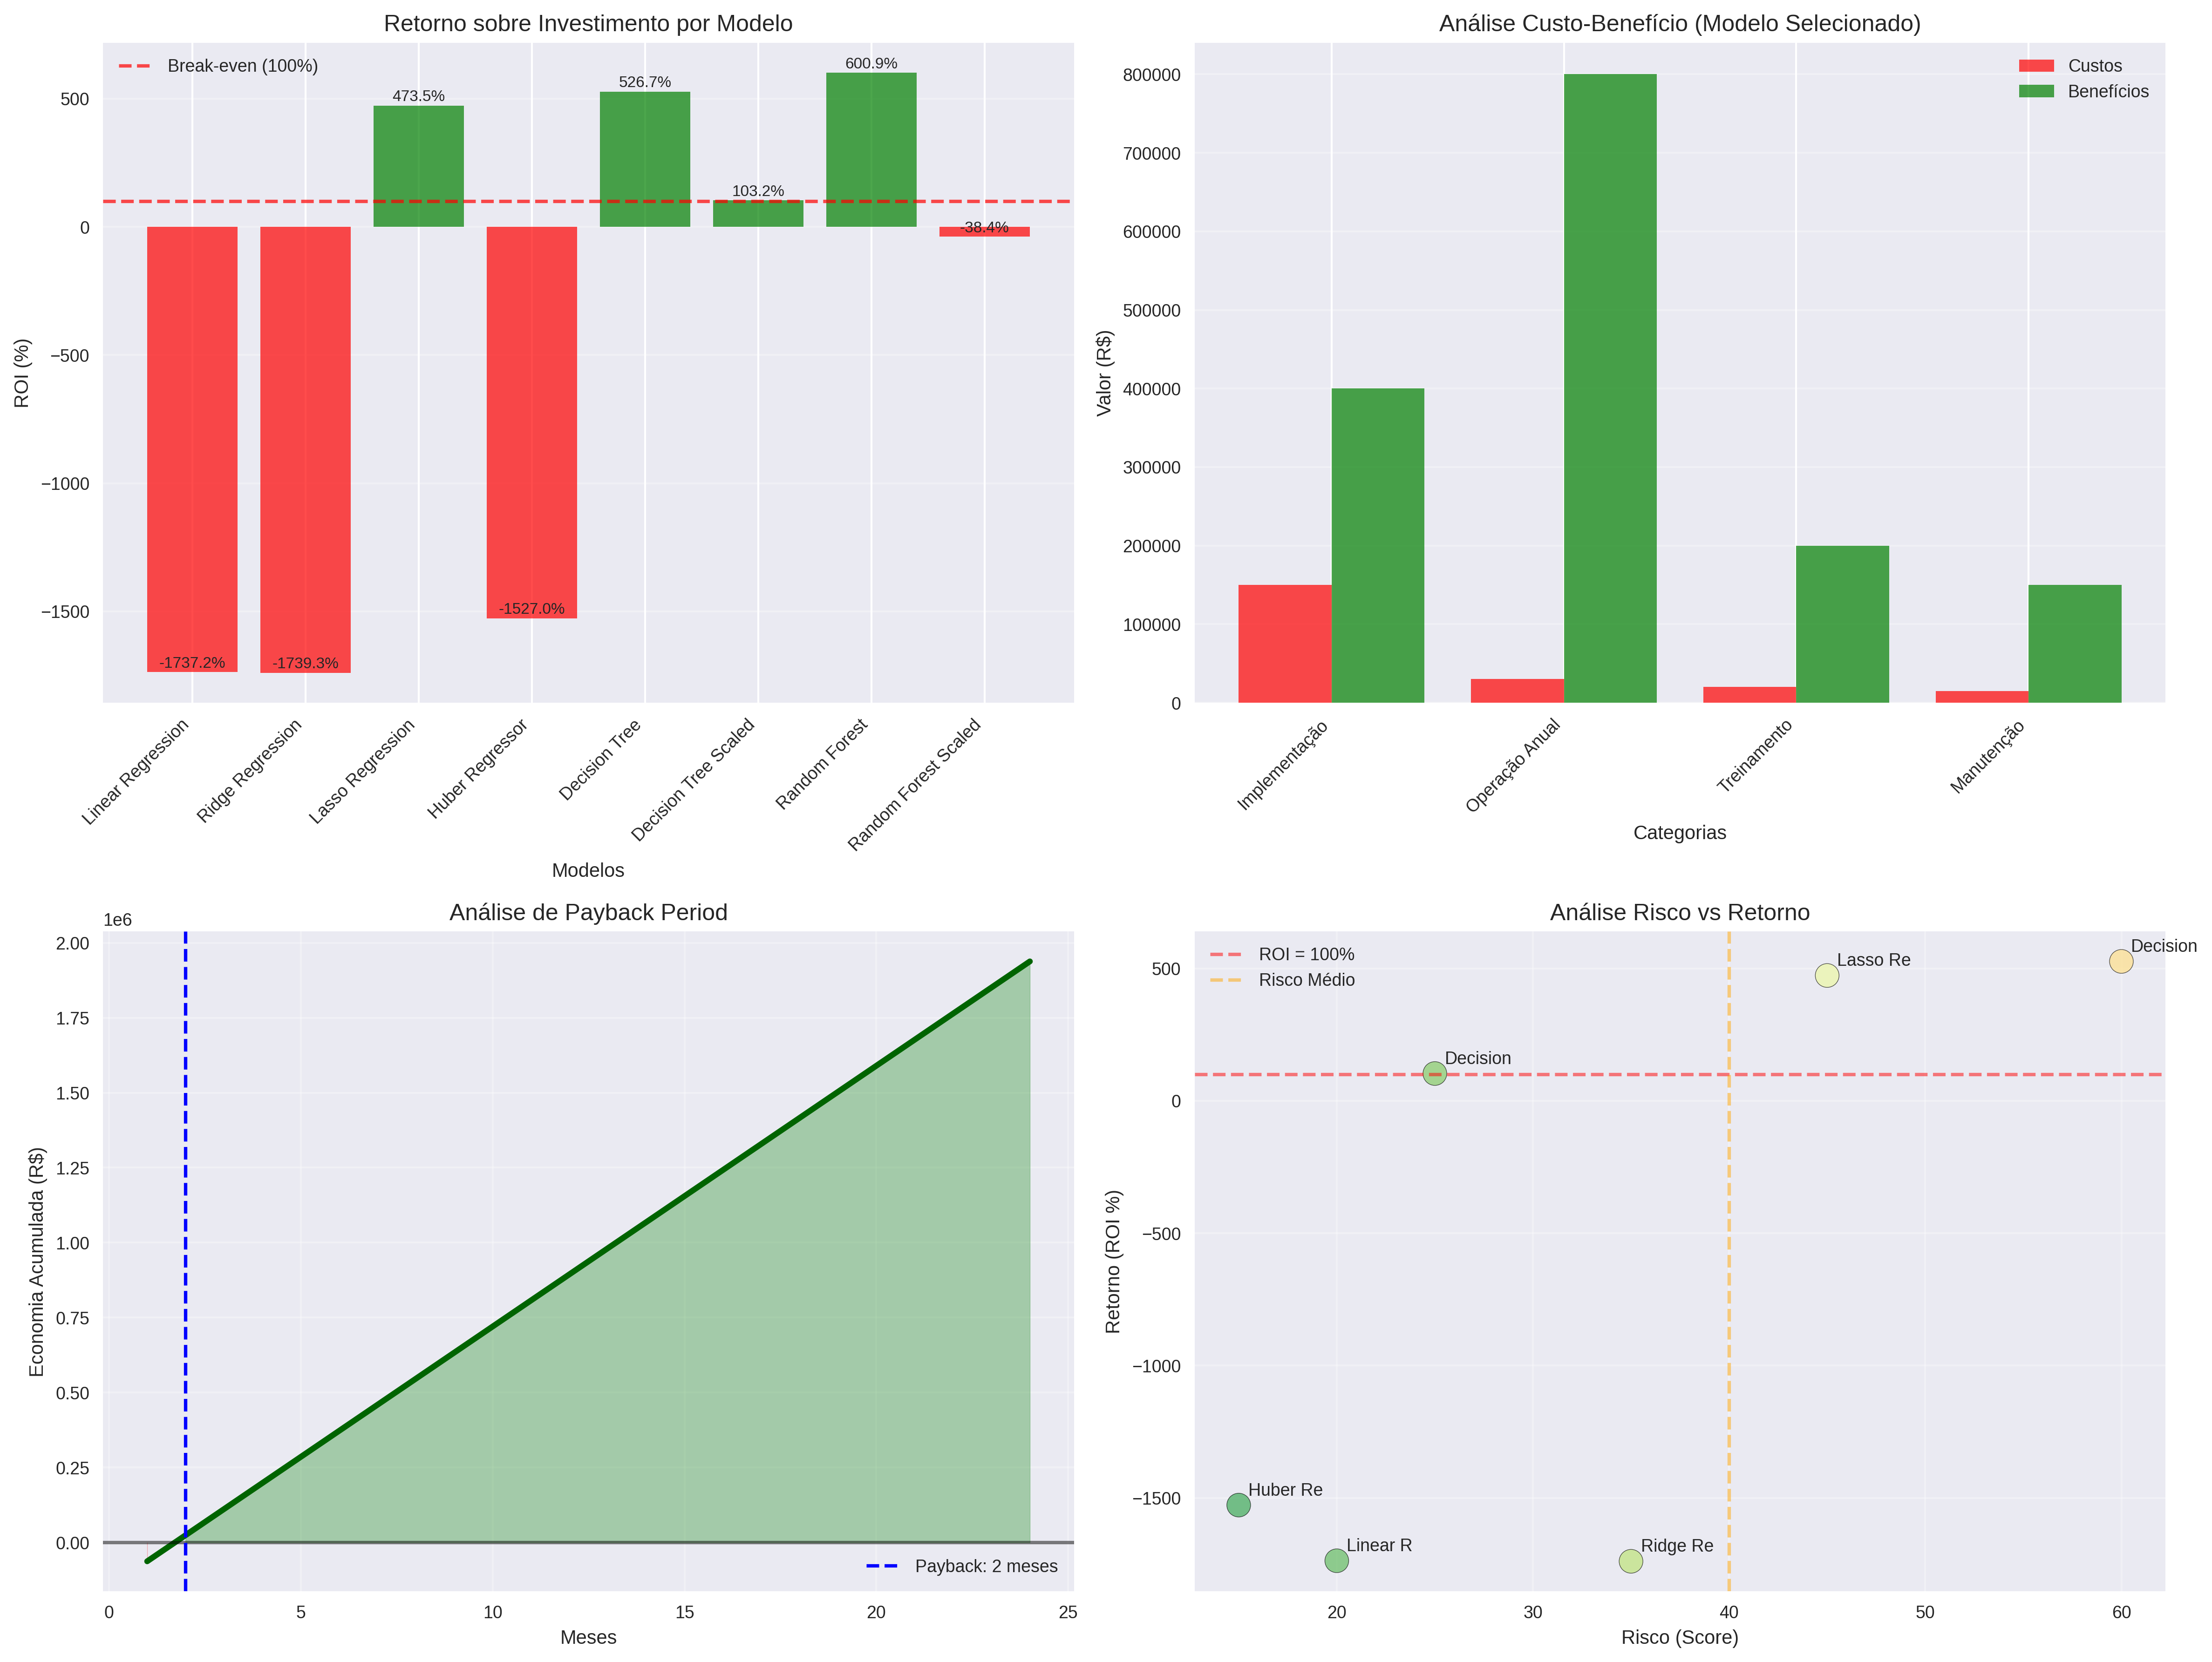 Retorno sobre Investimento por Modelo
Break-even (100%)
473.5%
526.7%
103.2%
600.9%
-38.4%
-1737.2%
-1739.3%
-1527.0%
500
0
−500
−1000
−1500
ROI (%)
Linear Regression
Ridge Regression
Lasso Regression
Huber Regressor
Decision Tree
Decision Tree Scaled
Random Forest
Random Forest Scaled
Modelos
Análise Custo-Benefício (Modelo Selecionado)
Custos
Benefícios
800000
700000
600000
500000
400000
300000
200000
100000
0
Valor (R$)
Implementação
Operação Anual
Treinamento
Manutenção
Categorias
Análise de Payback Period
1e6
2.00
1.75
1.50
1.25
1.00
0.75
0.50
0.25
0.00
Economia Acumulada (R$)
Payback: 2 meses
0
5
10
15
20
25
Meses
Análise Risco vs Retorno
ROI = 100%
Risco Médio
Decision
Lasso Re
Decision
Huber Re
Linear R
Ridge Re
500
0
−500
−1000
−1500
Retorno (ROI %)
20
30
40
50
60
Risco (Score)